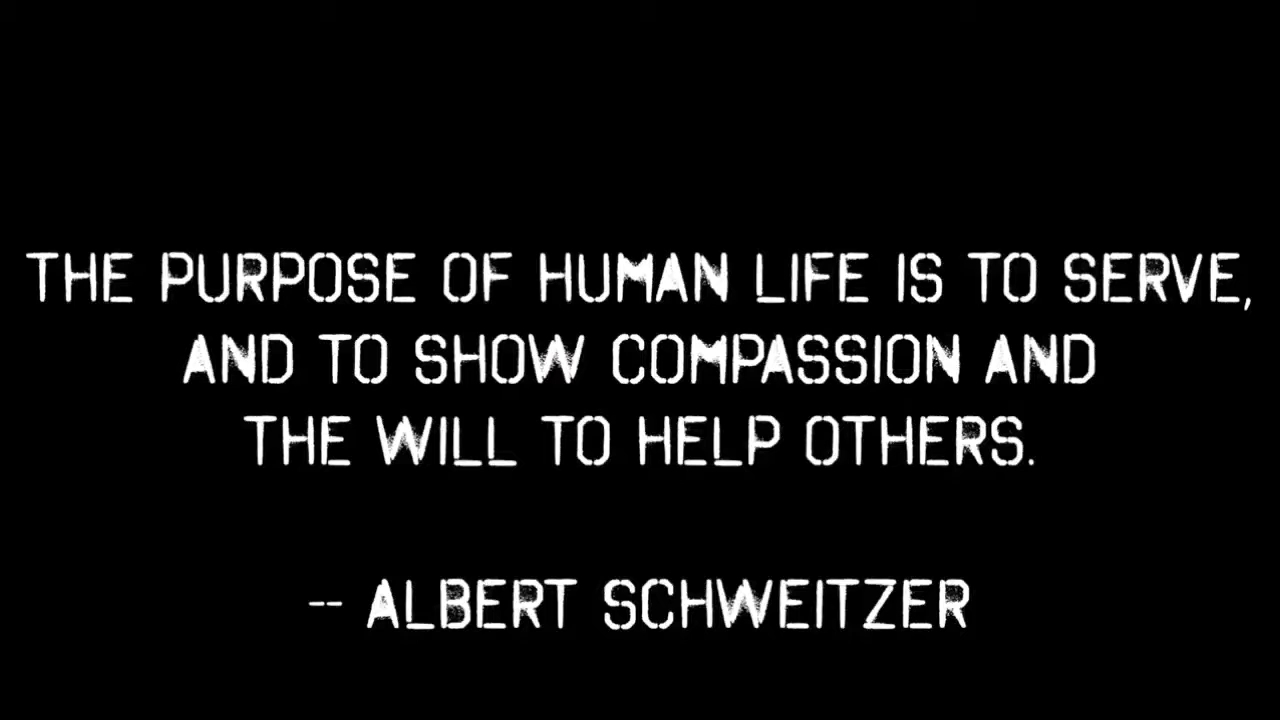 THE PURPOSE OF HUMAN LIFE IS TO SERVE,
AND TO SHOW COMPASSION AND
THE WILL TO HELP OTHERS.
-- ALBERT SCHWEITZER